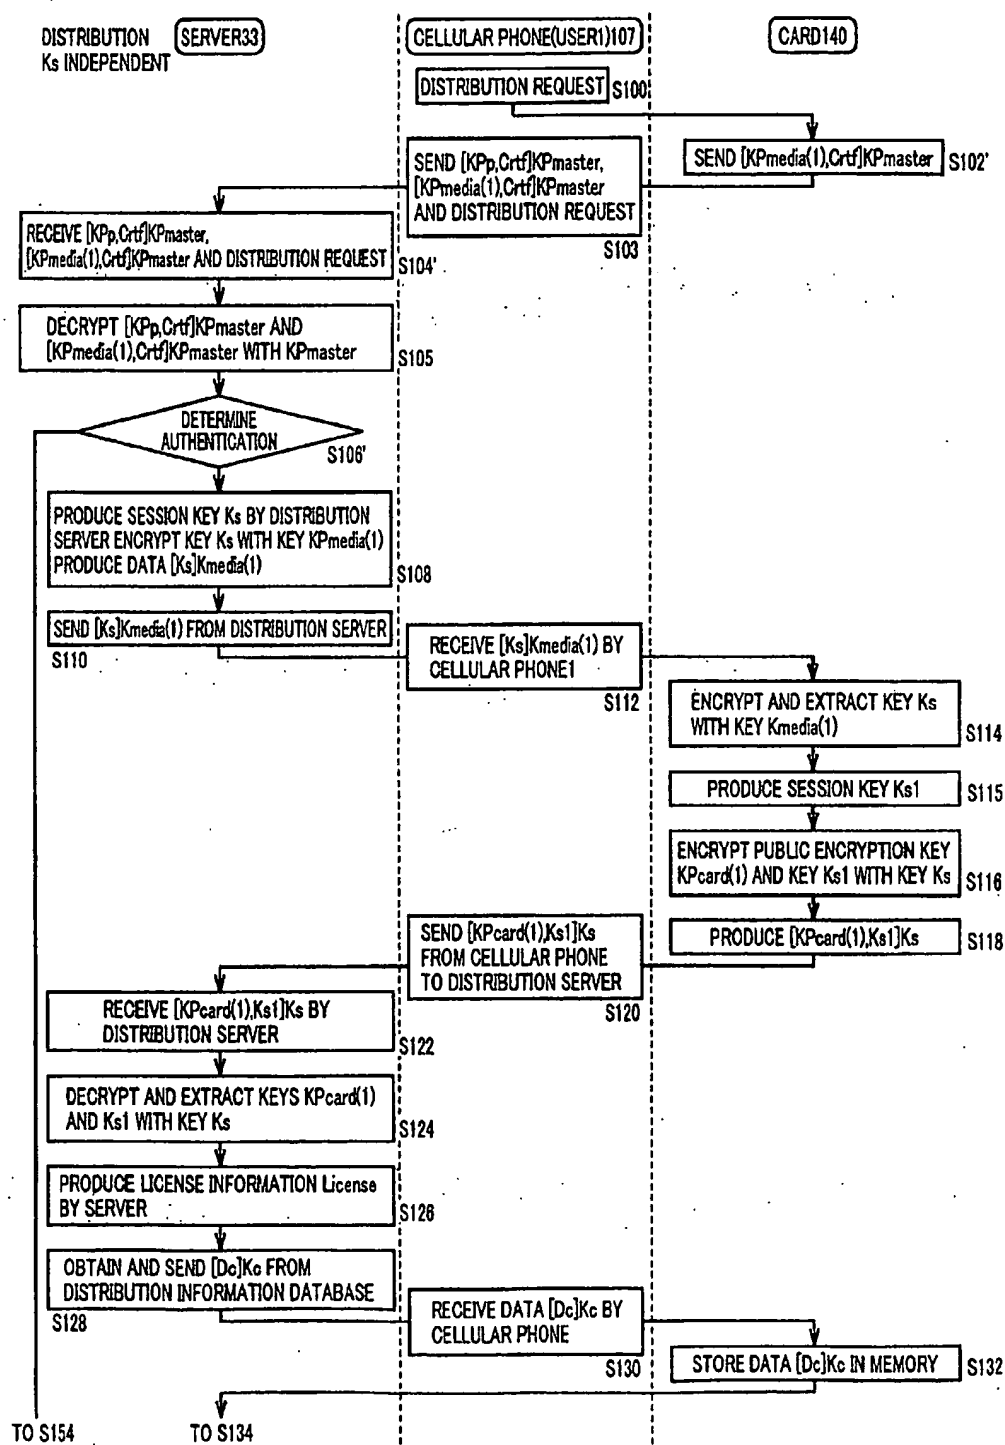 DISTRIBUTION
Ks INDEPENDENT
SERVER33
CELLULAR PHONE(USER1)107
CARD140
DISTRIBUTION REQUEST
S100
SEND [KPmedia(1),Crtf]KPmaster
S102'
SEND [KPp,Crtf]KPmaster,
[KPmedia(1),Crtf]KPmaster
AND DISTRIBUTION REQUEST
S103
RECEIVE [KPp,Crtf]KPmaster,
[KPmedia(1),Crtf]KPmaster AND DISTRIBUTION REQUEST
S104'
DECRYPT [KPp,Crtf]KPmaster AND
[KPmedia(1),Crtf]KPmaster WITH KPmaster
S105
DETERMINE
AUTHENTICATION
S106'
PRODUCE SESSION KEY Ks BY DISTRIBUTION
SERVER ENCRYPT KEY Ks WITH KEY KPmedia(1)
PRODUCE DATA [Ks]Kmedia(1)
S108
SEND [Ks]Kmedia(1) FROM DISTRIBUTION SERVER
S110
RECEIVE [Ks]Kmedia(1) BY
CELLULAR PHONE1
S112
ENCRYPT AND EXTRACT KEY Ks
WITH KEY Kmedia(1)
S114
PRODUCE SESSION KEY Ks1
S115
ENCRYPT PUBLIC ENCRYPTION KEY
KPcard(1) AND KEY Ks1 WITH KEY Ks
S116
PRODUCE [KPcard(1),Ks1]Ks
S118
SEND [KPcard(1),Ks1]Ks
FROM CELLULAR PHONE
TO DISTRIBUTION SERVER
S120
RECEIVE [KPcard(1),Ks1]Ks BY
DISTRIBUTION SERVER
S122
DECRYPT AND EXTRACT KEYS KPcard(1)
AND Ks1 WITH KEY Ks
S124
PRODUCE LICENSE INFORMATION License
BY SERVER
S126
OBTAIN AND SEND [Dc]Kc FROM
DISTRIBUTION INFORMATION DATABASE
S128
RECEIVE DATA [Dc]Kc BY
CELLULAR PHONE
S130
STORE DATA [Dc]Kc IN MEMORY
S132
TO S154
TO S134